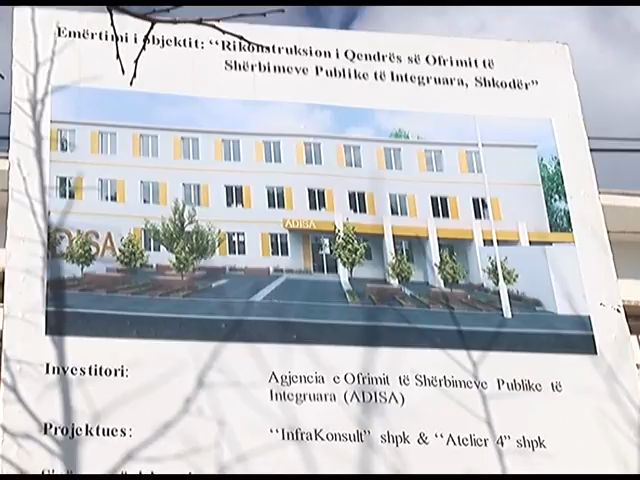 Emërtimi i objektit: “Rikonstruksion i Qendrës së Ofrimit të
Shërbimeve Publike të Integruara, Shkodër”
ADISA
ADISA
Investitori:
Agjencia e Ofrimit të Shërbimeve Publike të
Integruara (ADISA)
Projektues:
“InfraKonsult” shpk & “Atelier 4” shpk